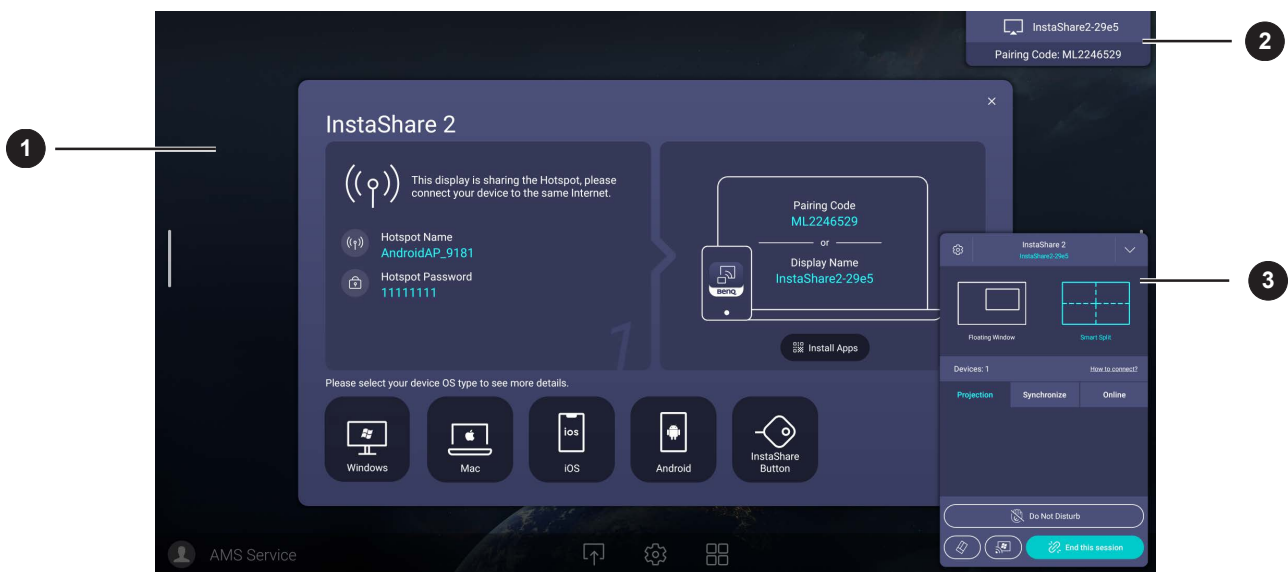 InstaShare2-29e5
Pairing Code: ML2246529
2
1
InstaShare 2
This display is sharing the Hotspot, please
connect your device to the same Internet.
Hotspot Name
AndroidAP_9181
Hotspot Password
11111111
1
Pairing Code
ML2246529
or
Display Name
InstaShare2-29e5
BenQ
Install Apps
Please select your device OS type to see more details.
Windows
Mac
iOS
iOS
Android
InstaShare
Button
InstaShare 2
InstaShare2-29e5
3
Floating Window
Smart Split
Devices: 1
How to connect?
Projection
Synchronize
Online
Do Not Disturb
End this session
AMS Service